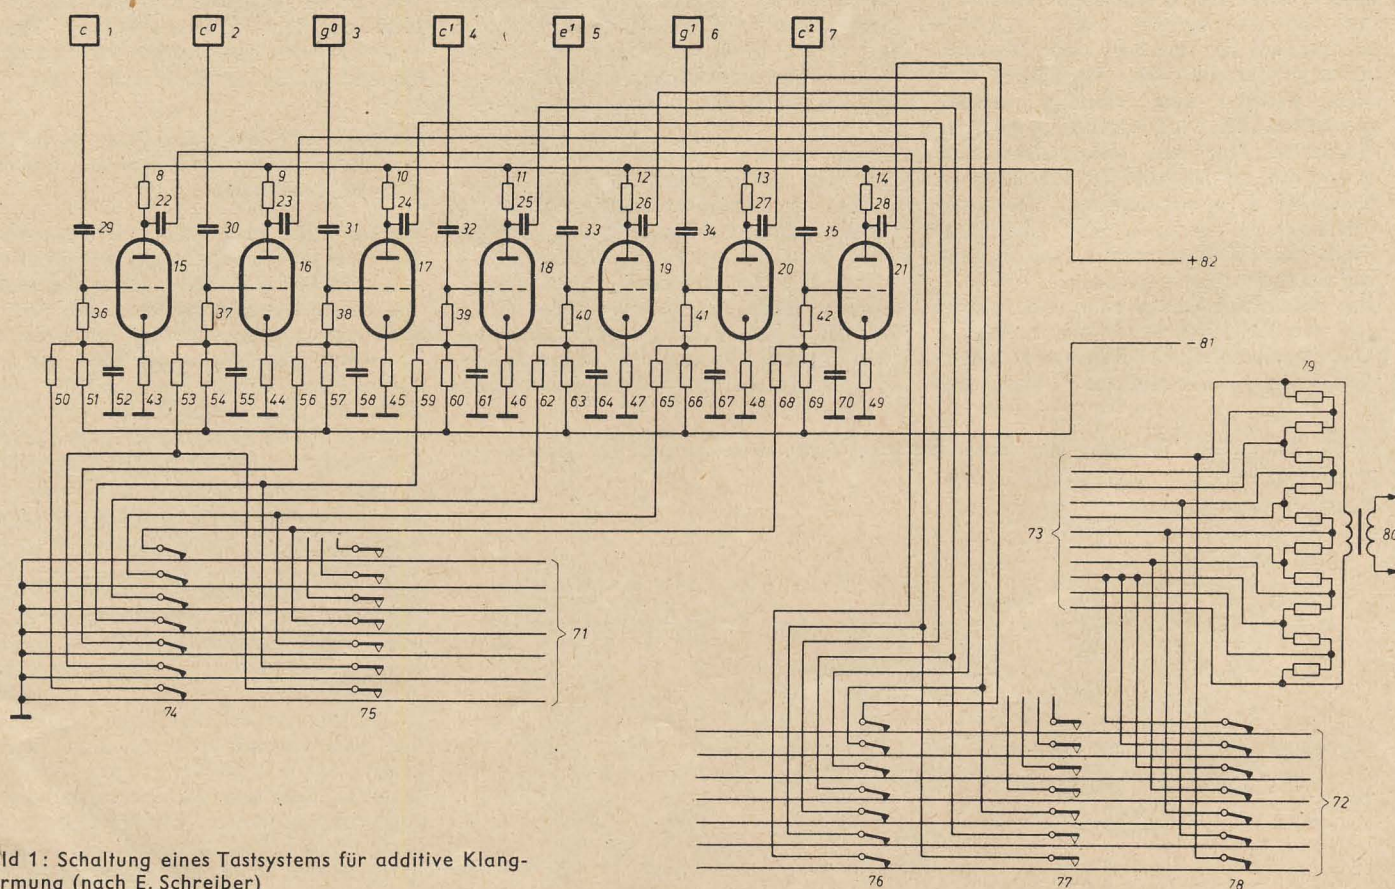 c 1 c⁰ 2 g⁰ 3 c¹ 4 e¹ 5 g¹ 6 c² 7
8 9 10 11 12 13 14
22 23 24 25 26 27 28
29 30 31 32 33 34 35
15 16 17 18 19 20 21
+82
36 37 38 39 40 41 42
-81
50 51 52 43 53 54 55 44 56 57 58 45 59 60 61 46 62 63 64 47 65 66 67 48 68 69 70 49
79
73
80
71
74 75
72
76 77 78
ld 1: Schaltung eines Tastsystems für additive Klang-
rmung (nach E. Schreiber)